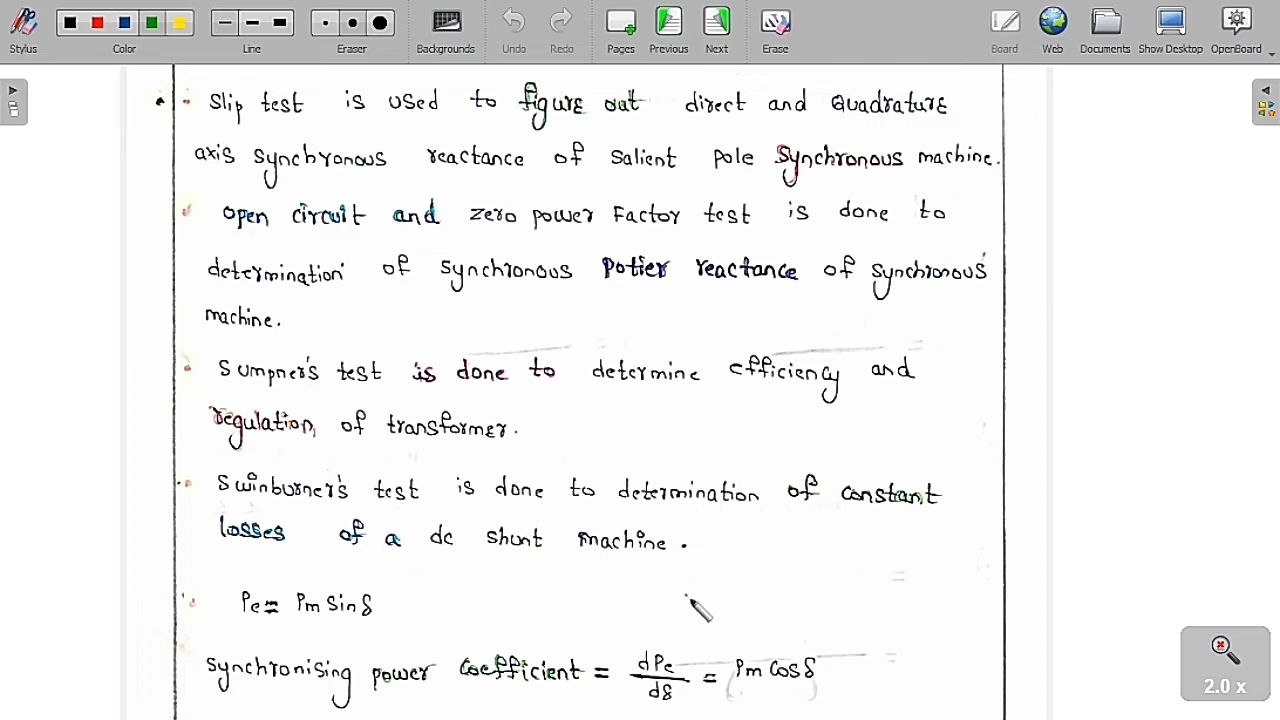 Stylus
Color
Line
Eraser
Backgrounds
Undo
Redo
Pages
Previous
Next
Erase
Board
Web
Documents
Show Desktop
OpenBoard
Slip test is used to figure out direct and Quadrature
axis synchronous reactance of salient pole synchronous machine.
open circuit and zero power Factor test is done to
determination of synchronous potier reactance of synchronous
machine.
Sumpner's test is done to determine efficiency and
regulation of transformer.
Swinburner's test is done to determination of constant
losses of a dc shunt machine.
Pe = Pm Sin δ
Synchronising power coefficient = dPe/dδ = Pm Cos δ
2.0 x